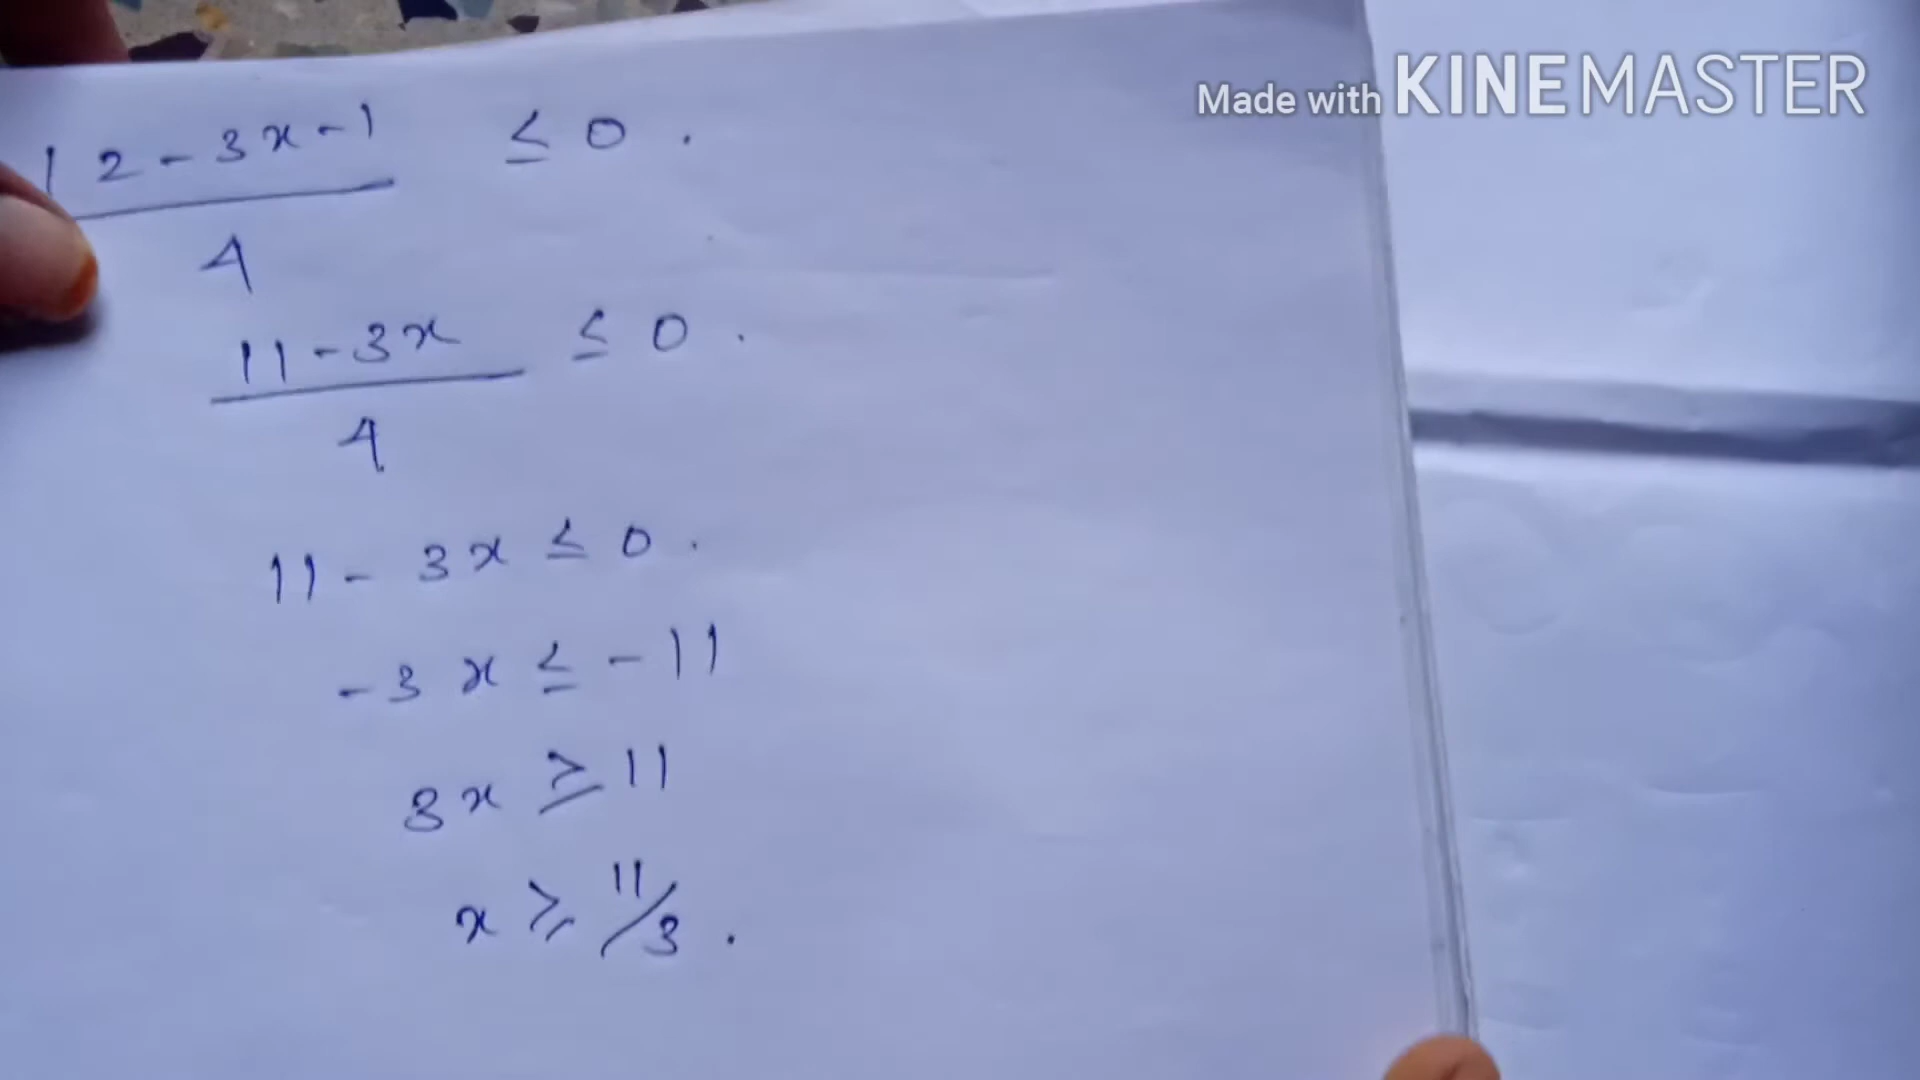 Made with KINEMASTER
12 - 3x - 1 ≤ 0 .
4
11 - 3x ≤ 0 .
4
11 - 3x ≤ 0 .
- 3x ≤ - 11
3x ≥ 11
x ≥ 11/3 .